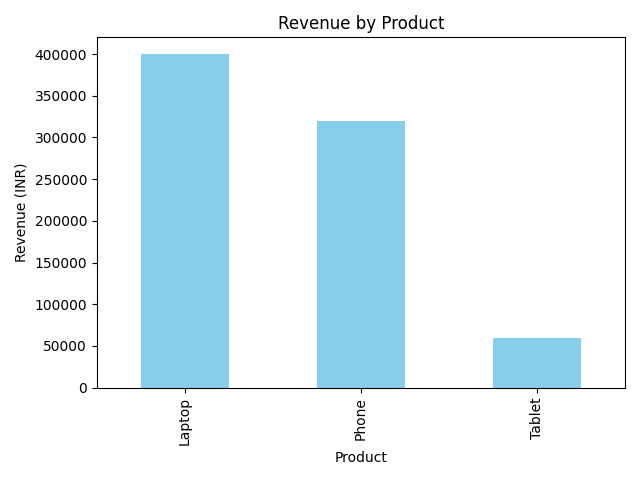 Revenue by Product
Revenue (INR)
400000
350000
300000
250000
200000
150000
100000
50000
0
Laptop
Phone
Tablet
Product